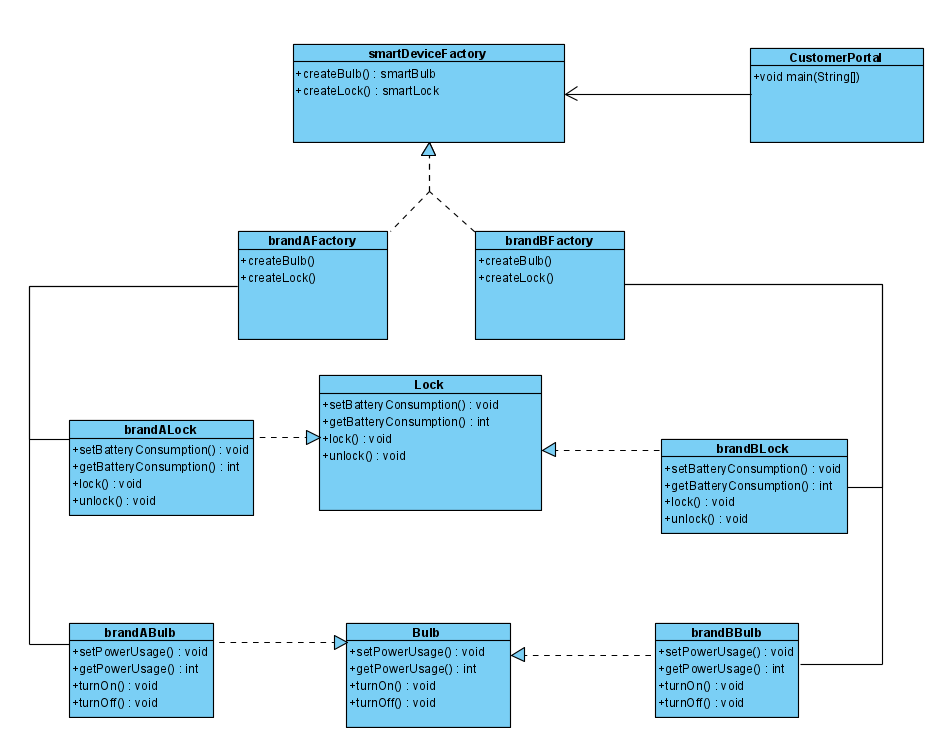 smartDeviceFactory
+createBulb() : smartBulb
+createLock() : smartLock
CustomerPortal
+void main(String[])
brandAFactory
+createBulb()
+createLock()
brandBFactory
+createBulb()
+createLock()
Lock
+setBatteryConsumption() : void
+getBatteryConsumption() : int
+lock() : void
+unlock() : void
brandALock
+setBatteryConsumption() : void
+getBatteryConsumption() : int
+lock() : void
+unlock() : void
brandBLock
+setBatteryConsumption() : void
+getBatteryConsumption() : int
+lock() : void
+unlock() : void
brandABulb
+setPowerUsage() : void
+getPowerUsage() : int
+turnOn() : void
+turnOff() : void
Bulb
+setPowerUsage() : void
+getPowerUsage() : int
+turnOn() : void
+turnOff() : void
brandBBulb
+setPowerUsage() : void
+getPowerUsage() : int
+turnOn() : void
+turnOff() : void